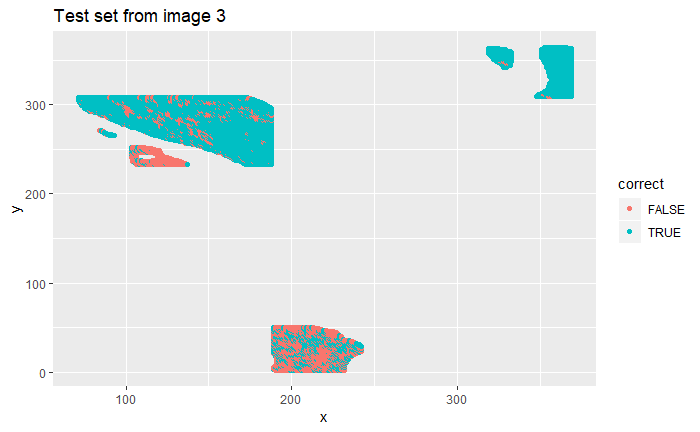 Test set from image 3
300
200
100
0
y
100
200
300
x
correct
FALSE
TRUE